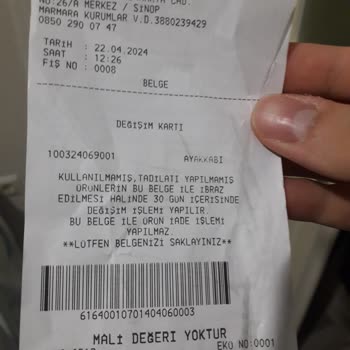 NO:26/A MERKEZ / SİNOP
MARMARA KURUMLAR V.D.3880239429
0850 290 07 47
TARİH : 22.04.2024
SAAT : 12:26
FİŞ NO : 0008
BELGE
DEĞİŞİM KARTI
100324069001 AYAKKABI
KULLANILMAMIŞ,TADİLATI YAPILMAMIŞ
ÜRÜNLERİN BU BELGE İLE İBRAZ
EDİLMESİ HALİNDE 30 GÜN İÇERİSİNDE
DEĞİŞİM İŞLEMİ YAPILIR.
BU BELGE İLE ÜRÜN İADE İŞLEMİ
YAPILMAZ.
**LÜTFEN BELGENİZİ SAKLAYINIZ**
61640010701404060003
MALİ DEĞERİ YOKTUR
EKÜ NO:0001